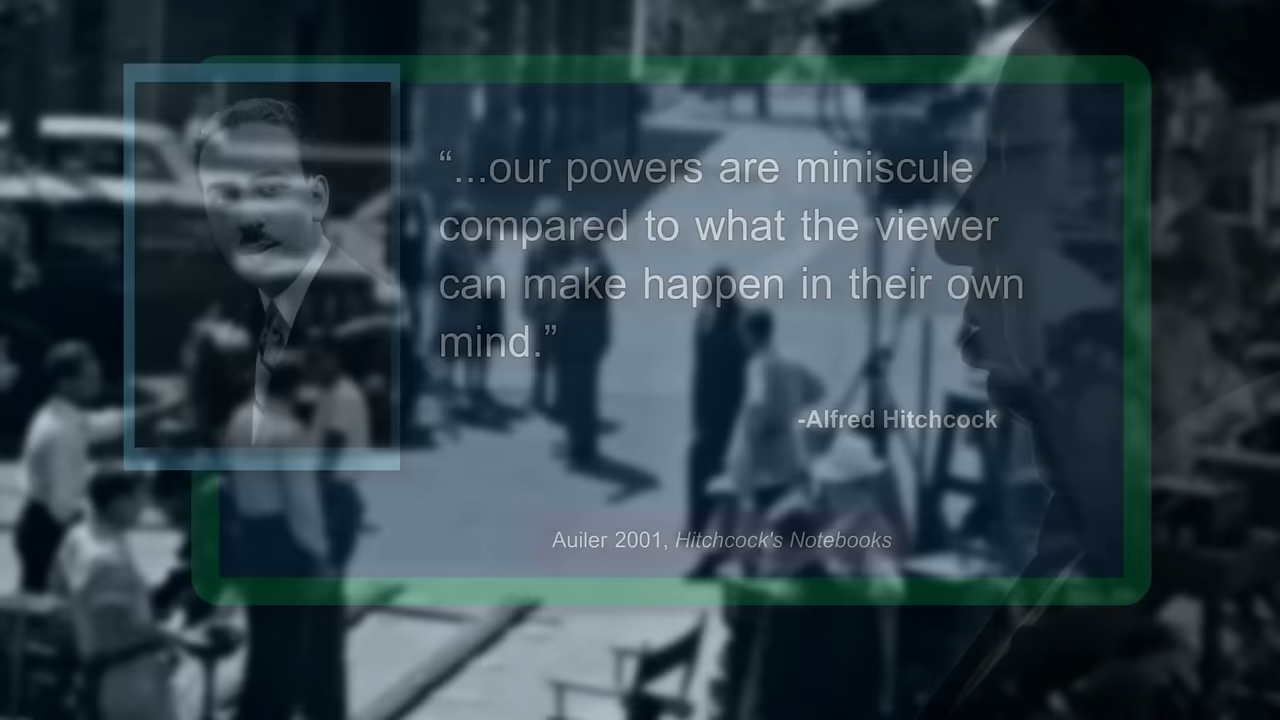 “...our powers are miniscule
compared to what the viewer
can make happen in their own
mind.”
-Alfred Hitchcock
Auiler 2001, Hitchcock's Notebooks